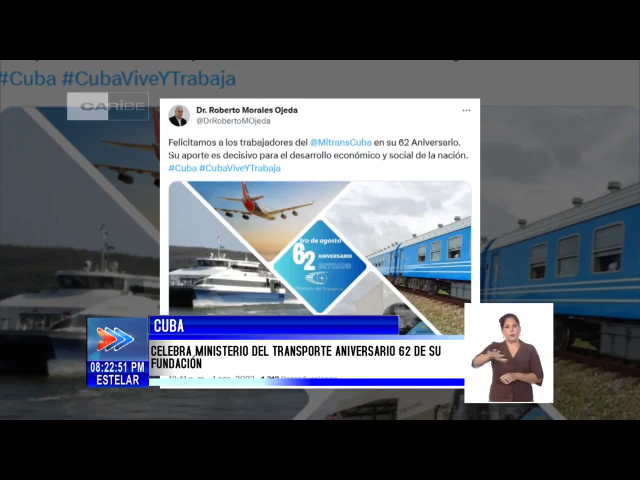 #Cuba #CubaViveYTrabaja
CARIBE
Dr. Roberto Morales Ojeda
@DrRobertoMOjeda
Felicitamos a los trabajadores del @MitransCuba en su 62 Aniversario.
Su aporte es decisivo para el desarrollo económico y social de la nación.
#Cuba #CubaViveYTrabaja
1ro de agosto
62
ANIVERSARIO
MITRANS
CUBA
CELEBRA MINISTERIO DEL TRANSPORTE ANIVERSARIO 62 DE SU
FUNDACIÓN
08:22:51 PM
ESTELAR